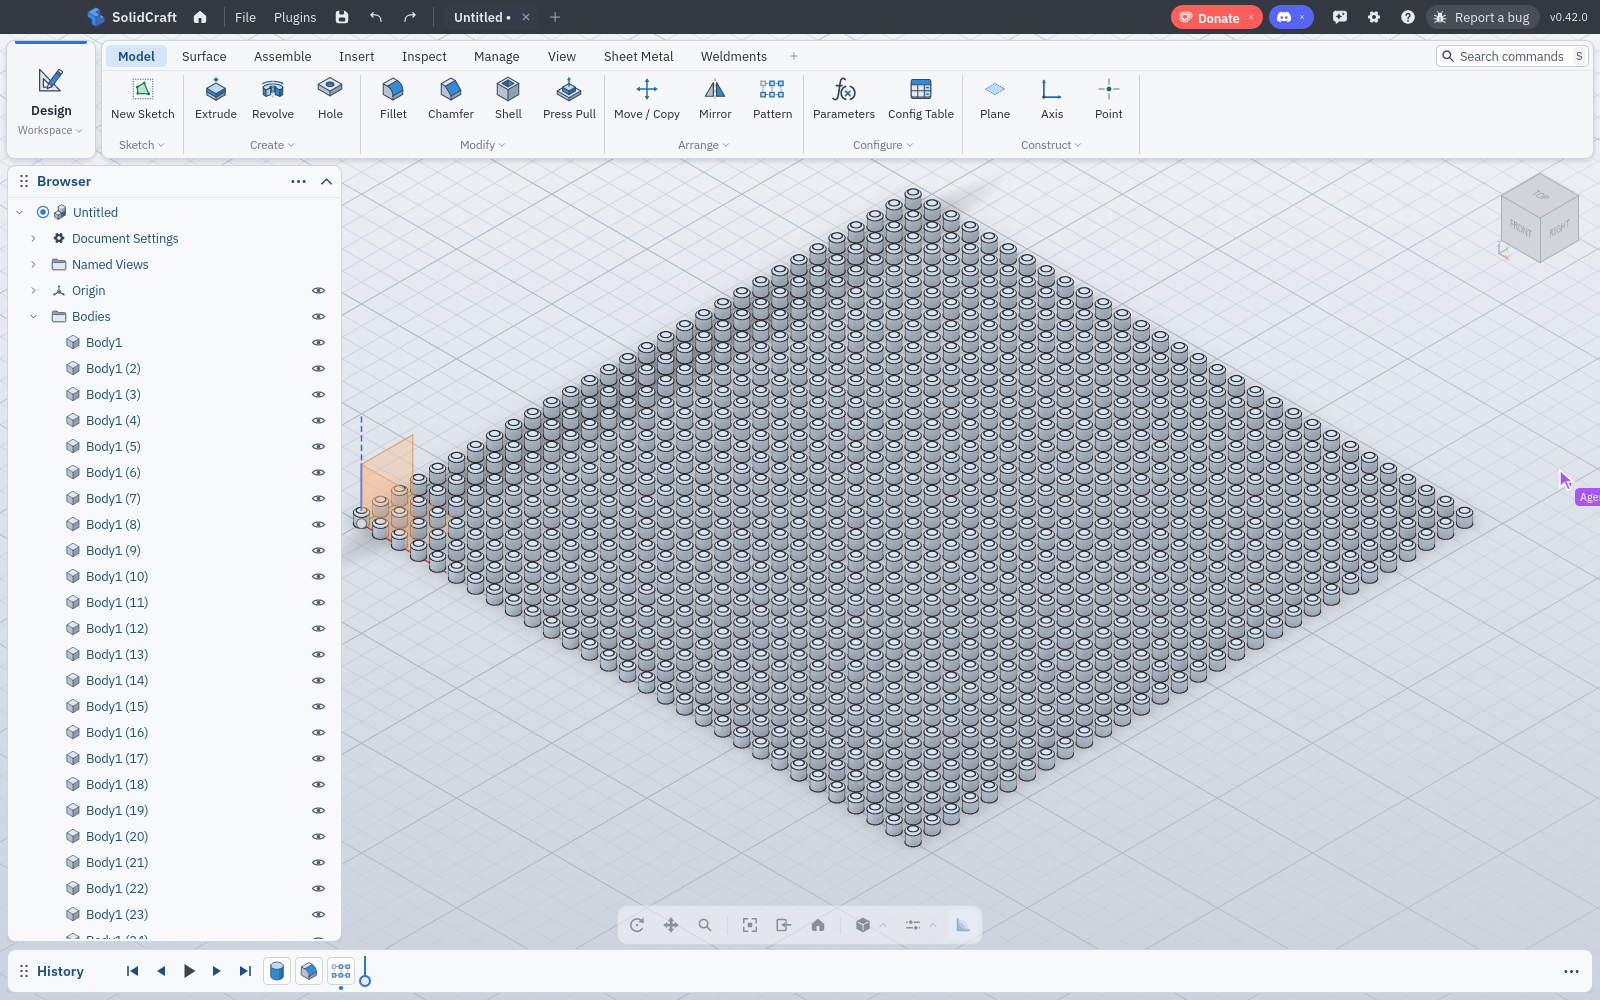 SolidCraft
File
Plugins
Untitled •
Donate
Report a bug
v0.42.0
Design
Workspace
Model
Surface
Assemble
Insert
Inspect
Manage
View
Sheet Metal
Weldments
Search commands
S
New Sketch
Extrude
Revolve
Hole
Fillet
Chamfer
Shell
Press Pull
Move / Copy
Mirror
Pattern
Parameters
Config Table
Plane
Axis
Point
Sketch
Create
Modify
Arrange
Configure
Construct
Browser
Untitled
Document Settings
Named Views
Origin
Bodies
Body1
Body1 (2)
Body1 (3)
Body1 (4)
Body1 (5)
Body1 (6)
Body1 (7)
Body1 (8)
Body1 (9)
Body1 (10)
Body1 (11)
Body1 (12)
Body1 (13)
Body1 (14)
Body1 (15)
Body1 (16)
Body1 (17)
Body1 (18)
Body1 (19)
Body1 (20)
Body1 (21)
Body1 (22)
Body1 (23)
TOP
FRONT
RIGHT
History